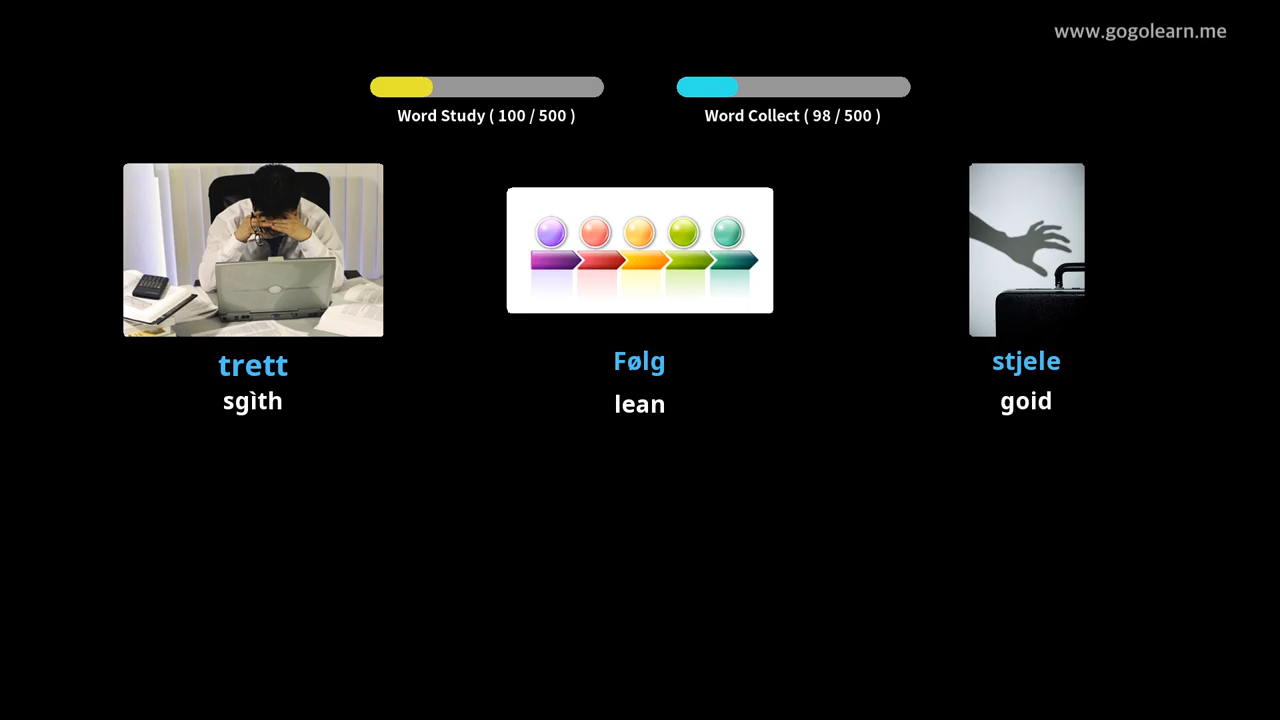 www.gogolearn.me
Word Study ( 100 / 500 )
Word Collect ( 98 / 500 )
trett
sgìth
Følg
lean
stjele
goid